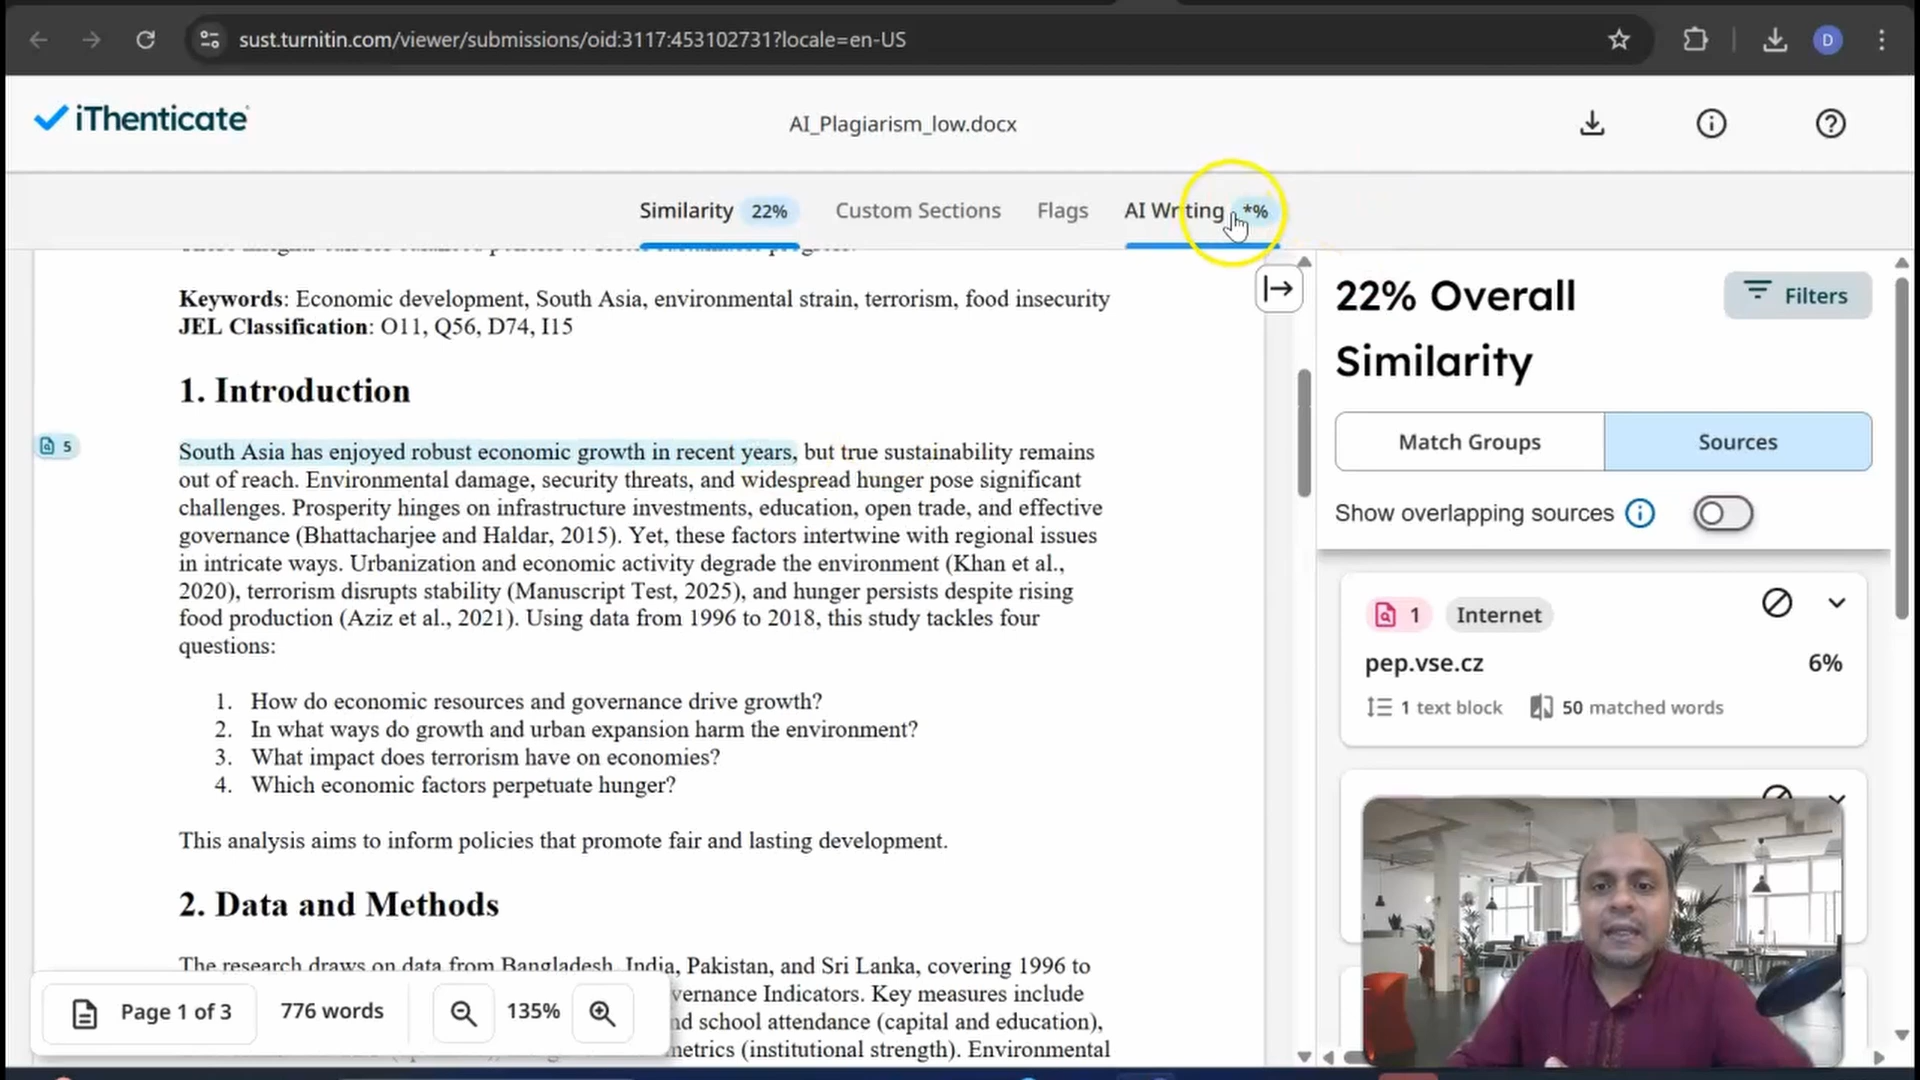 sust.turnitin.com/viewer/submissions/oid:3117:453102731?locale=en-US
D
iThenticate
AI_Plagiarism_low.docx
Similarity 22% Custom Sections Flags AI Writing *%
Keywords: Economic development, South Asia, environmental strain, terrorism, food insecurity
JEL Classification: O11, Q56, D74, I15
1. Introduction
5
South Asia has enjoyed robust economic growth in recent years, but true sustainability remains
out of reach. Environmental damage, security threats, and widespread hunger pose significant
challenges. Prosperity hinges on infrastructure investments, education, open trade, and effective
governance (Bhattacharjee and Haldar, 2015). Yet, these factors intertwine with regional issues
in intricate ways. Urbanization and economic activity degrade the environment (Khan et al.,
2020), terrorism disrupts stability (Manuscript Test, 2025), and hunger persists despite rising
food production (Aziz et al., 2021). Using data from 1996 to 2018, this study tackles four
questions:
1. How do economic resources and governance drive growth?
2. In what ways do growth and urban expansion harm the environment?
3. What impact does terrorism have on economies?
4. Which economic factors perpetuate hunger?
This analysis aims to inform policies that promote fair and lasting development.
2. Data and Methods
The research draws on data from Bangladesh, India, Pakistan, and Sri Lanka, covering 1996 to
vernance Indicators. Key measures include
nd school attendance (capital and education),
metrics (institutional strength). Environmental
Page 1 of 3 776 words 135%
22% Overall
Similarity
Filters
Match Groups Sources
Show overlapping sources
1 Internet
pep.vse.cz 6%
1 text block 50 matched words